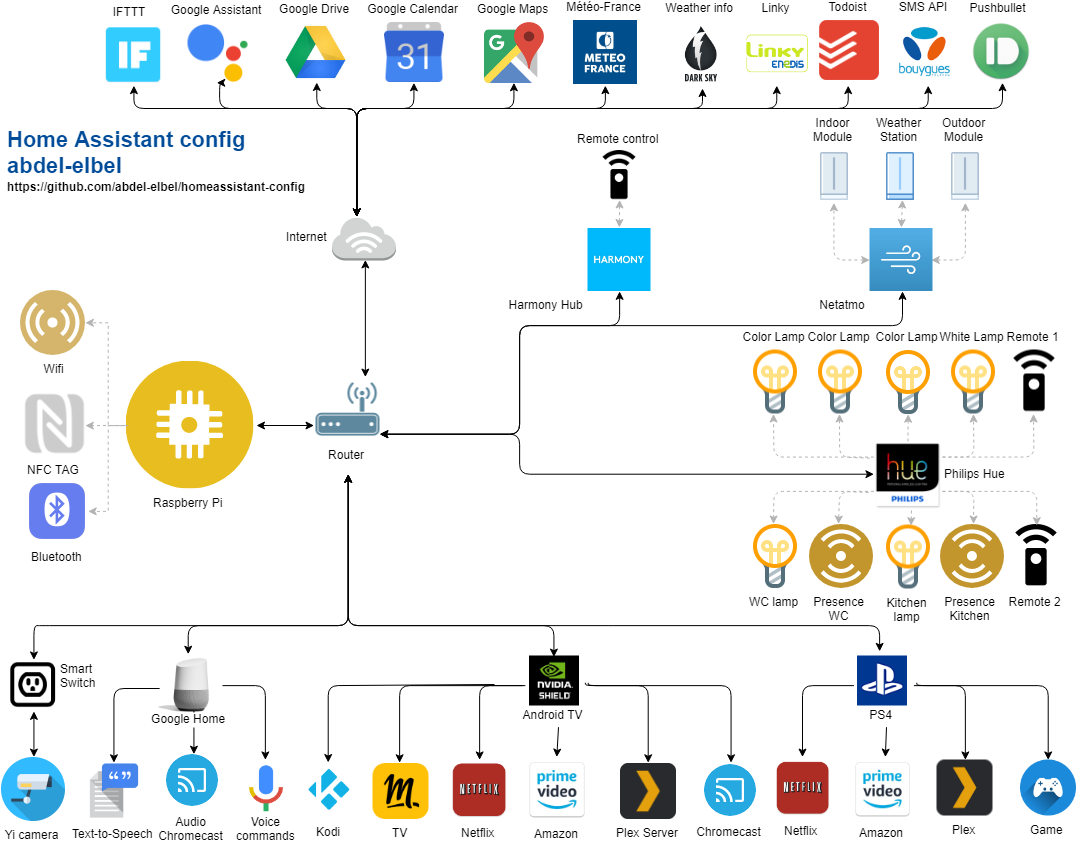 IFTTT
Google Assistant
Google Drive
Google Calendar
Google Maps
Météo-France
Weather info
Linky
Todoist
SMS API
Pushbullet
IF
31
G
METEO
FRANCE
DARK SKY
Linky
ENEDIS
bouygues
Home Assistant config
abdel-elbel
https://github.com/abdel-elbel/homeassistant-config
Remote control
Indoor
Module
Weather
Station
Outdoor
Module
Internet
HARMONY
Harmony Hub
Netatmo
Color Lamp
Color Lamp
Color Lamp
White Lamp
Remote 1
Wifi
NFC TAG
Bluetooth
Raspberry Pi
Router
hue
PHILIPS
Philips Hue
WC lamp
Presence
WC
Kitchen
lamp
Presence
Kitchen
Remote 2
Smart
Switch
Google Home
NVIDIA.
SHIELD
Android TV
PS4
NETFLIX
prime
video
NETFLIX
prime
video
Yi camera
Text-to-Speech
Audio
Chromecast
Voice
commands
Kodi
TV
Netflix
Amazon
Plex Server
Chromecast
Netflix
Amazon
Plex
Game